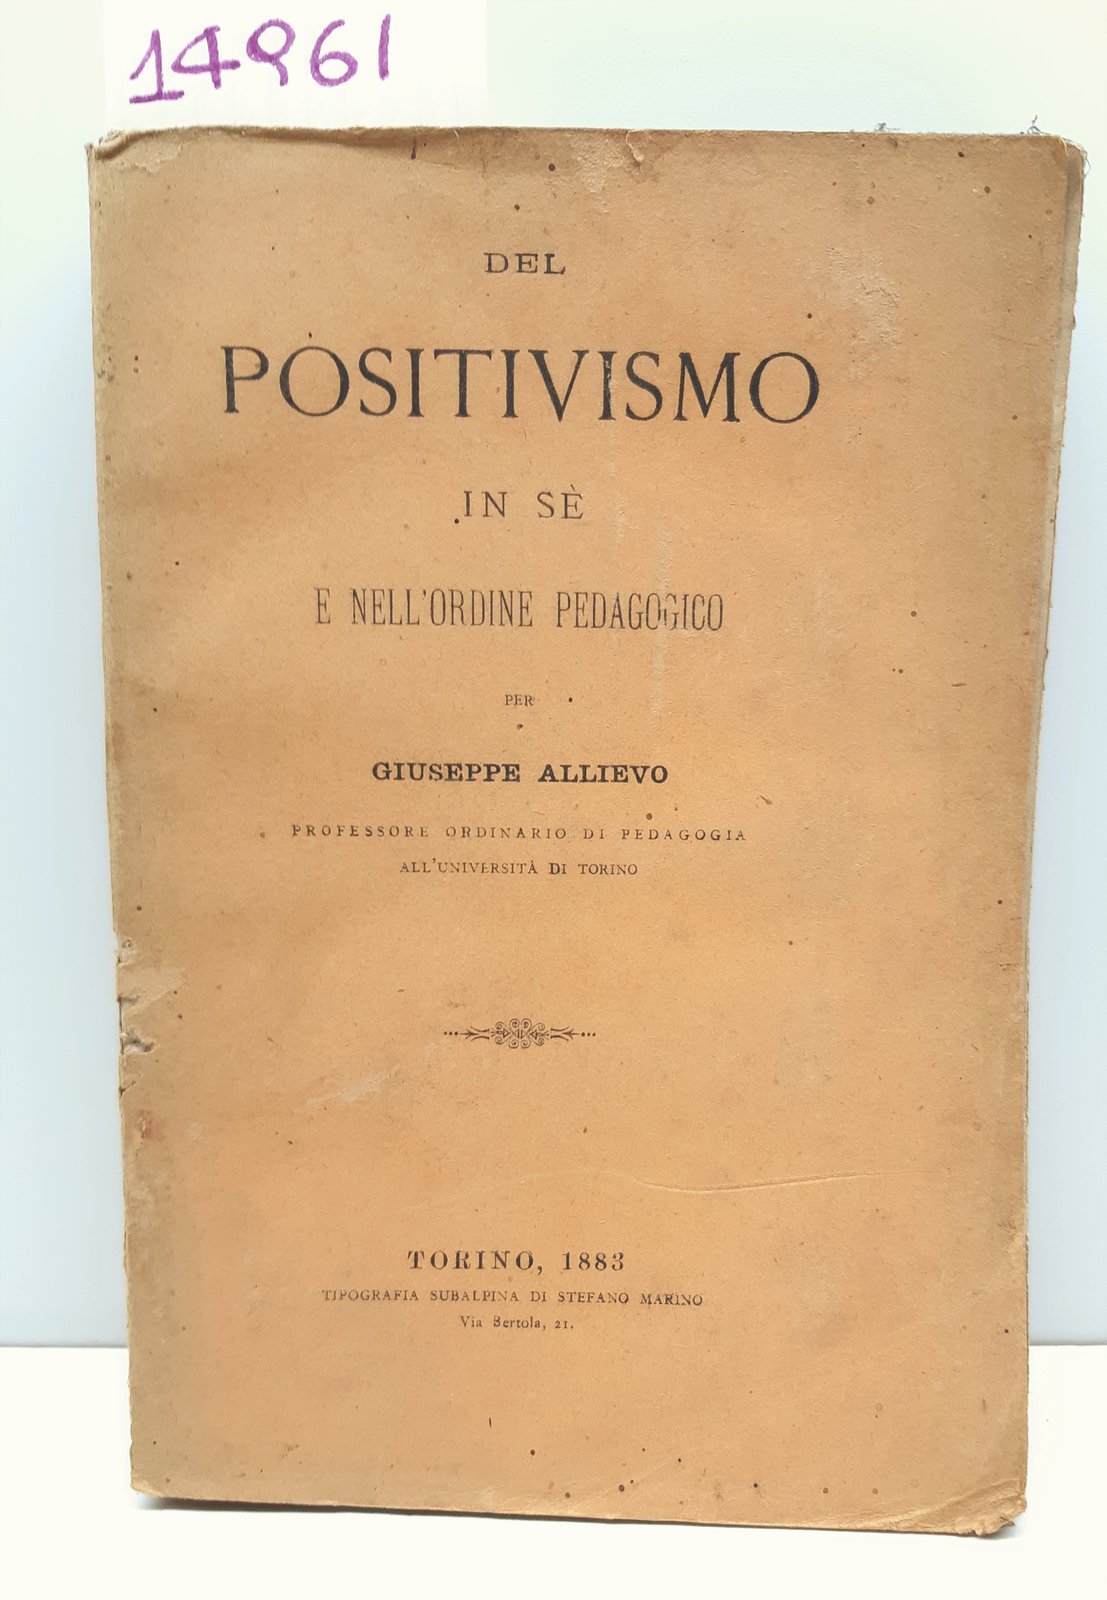 14961
DEL
POSITIVISMO
IN SÈ
E NELL'ORDINE PEDAGOGICO
PER
GIUSEPPE ALLIEVO
PROFESSORE ORDINARIO DI PEDAGOGIA
ALL'UNIVERSITÀ DI TORINO
TORINO, 1883
TIPOGRAFIA SUBALPINA DI STEFANO MARINO
Via Bertola, 21.